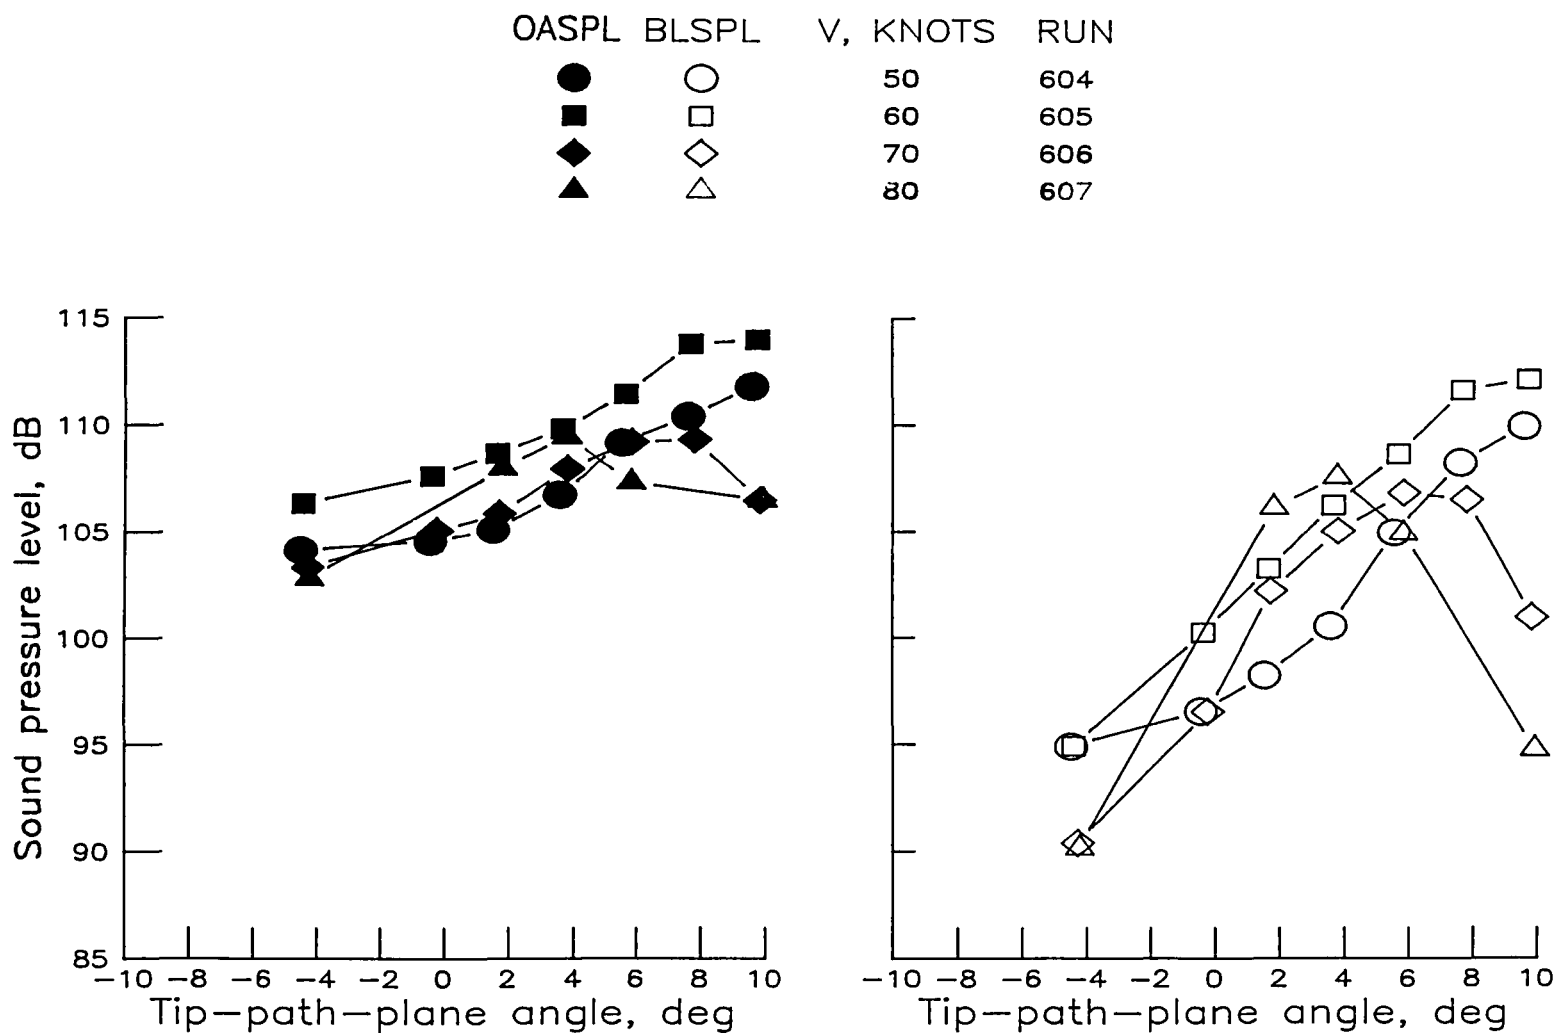 OASPL BLSPL V, KNOTS RUN
50 604
60 605
70 606
80 607
Sound pressure level, dB
115
110
105
100
95
90
85
-10 -8 -6 -4 -2 0 2 4 6 8 10
Tip-path-plane angle, deg
-10 -8 -6 -4 -2 0 2 4 6 8 10
Tip-path-plane angle, deg